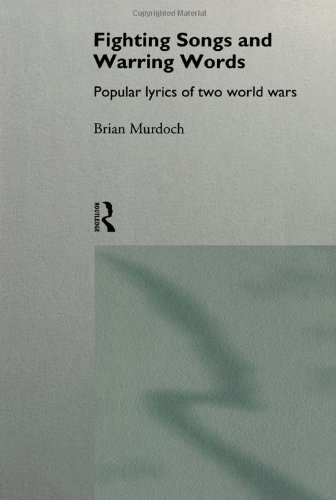 Copyrighted Material
Fighting Songs and
Warring Words
Popular lyrics of two world wars
Brian Murdoch
ROUTLEDGE